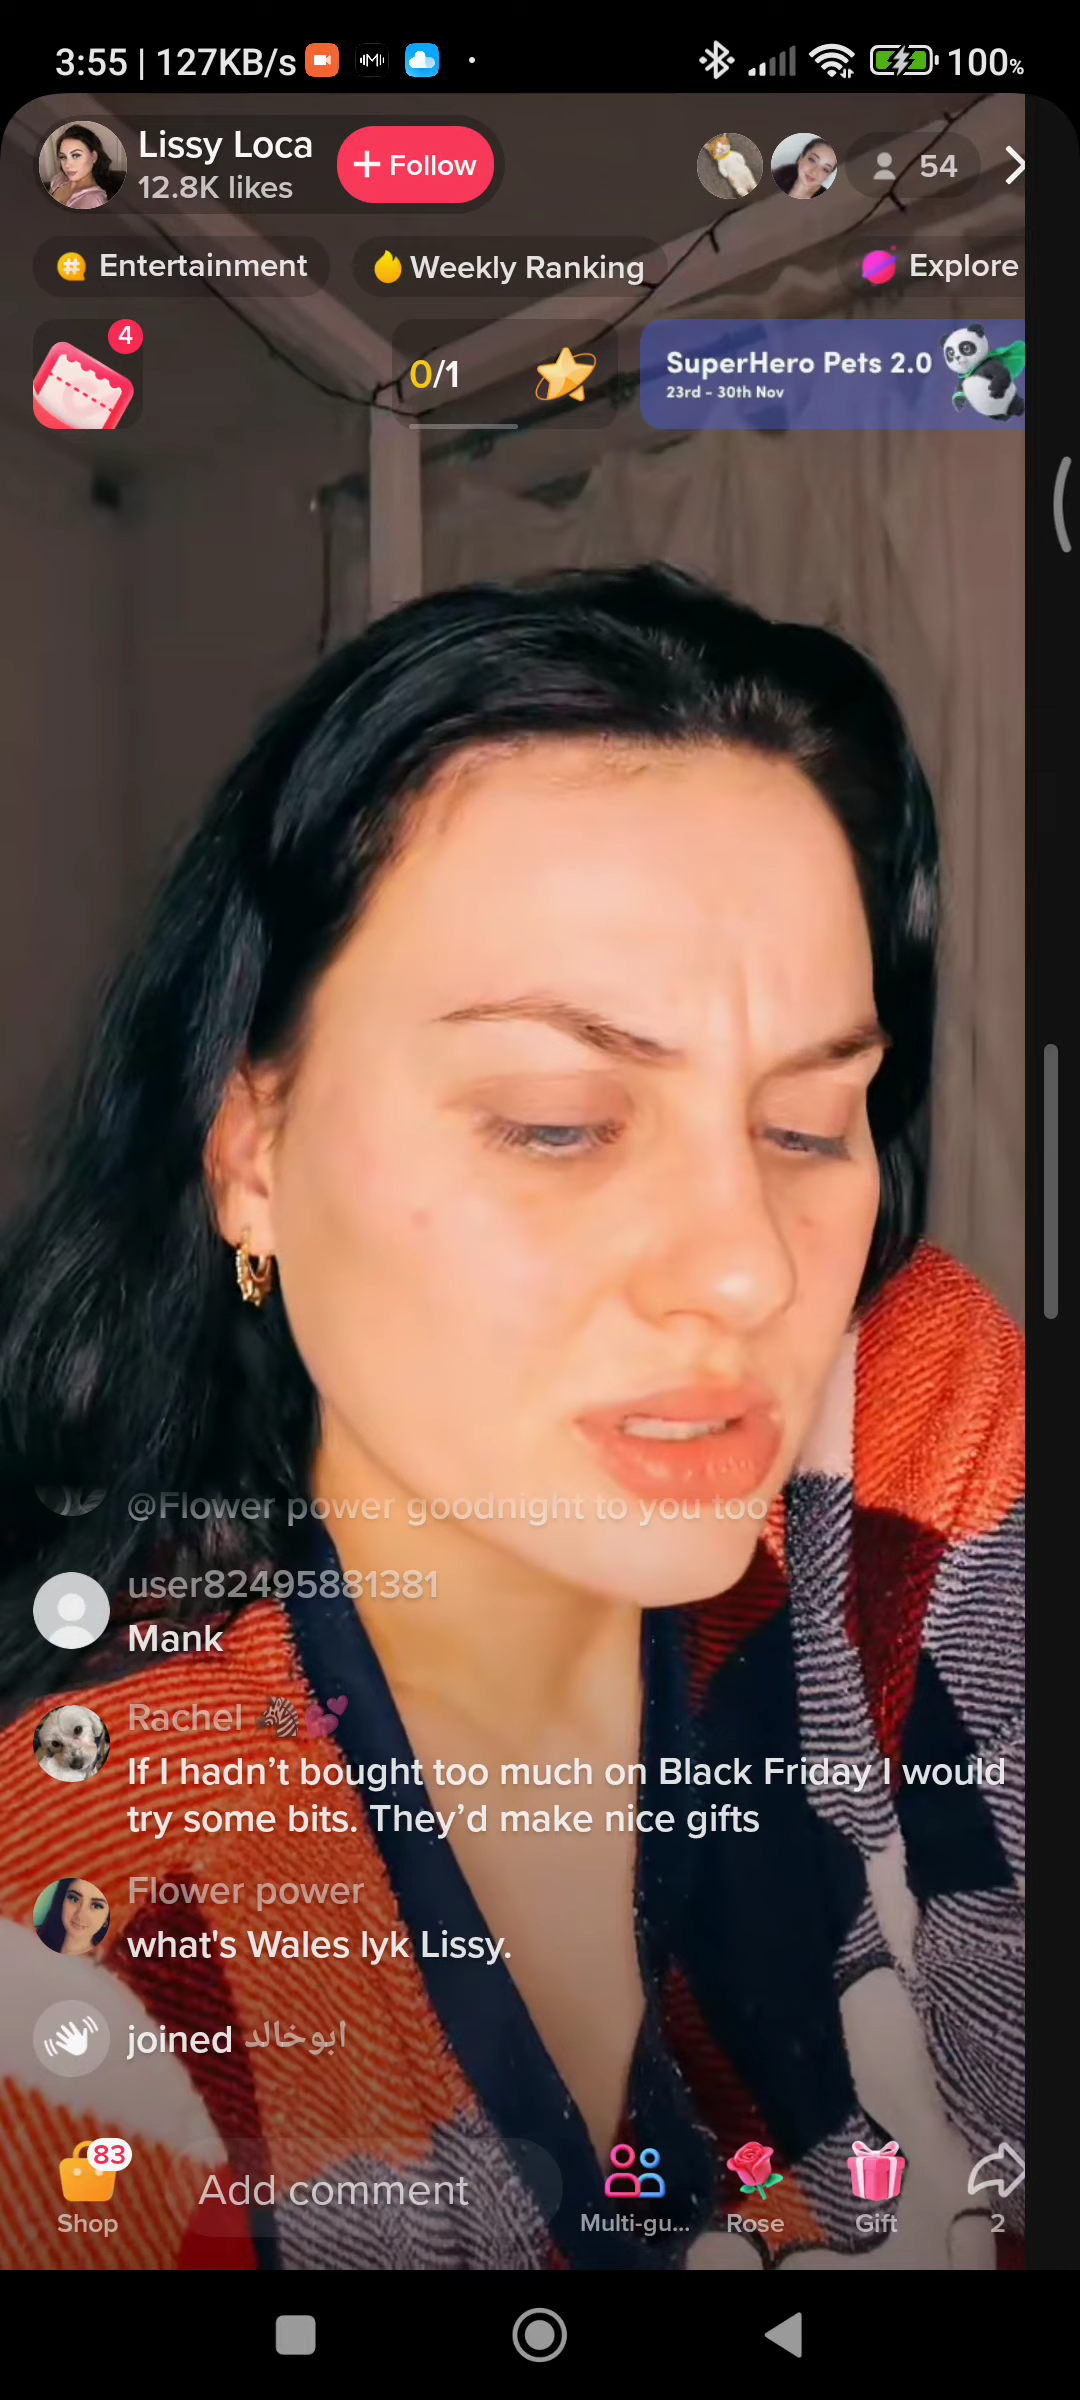 3:55 | 127KB/s
100%
Lissy Loca
12.8K likes
+ Follow
54
Entertainment
Weekly Ranking
Explore
4
0/1
SuperHero Pets 2.0
23rd - 30th Nov
@Flower power goodnight to you too
user82495881381
Mank
Rachel 🦓💕
If I hadn't bought too much on Black Friday I would
try some bits. They'd make nice gifts
Flower power
what's Wales lyk Lissy.
joined ابوخالد
83
Add comment
Shop
Multi-gu...
Rose
Gift
2